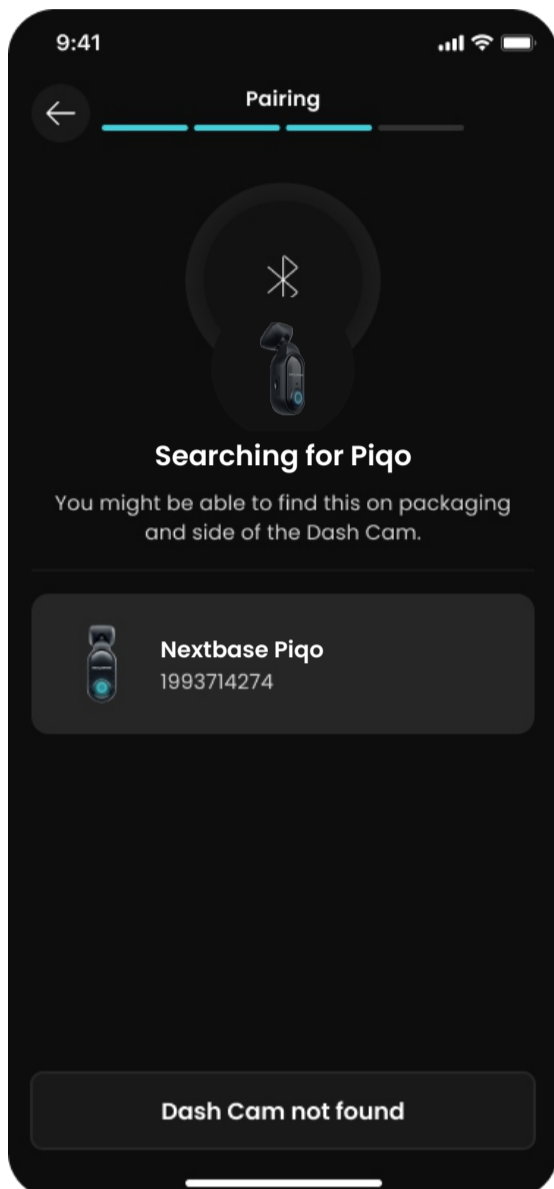 9:41
Pairing
Searching for Piqo
You might be able to find this on packaging
and side of the Dash Cam.
Nextbase Piqo
1993714274
Dash Cam not found